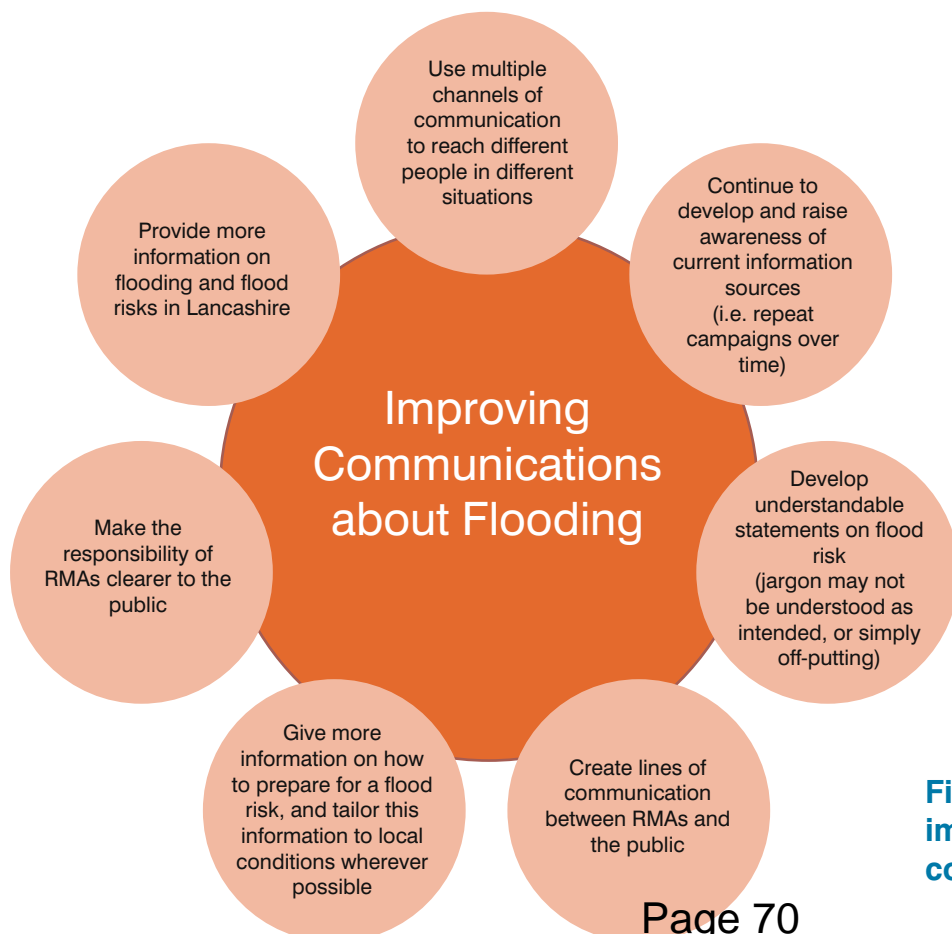 Use multiple
channels of
communication
to reach different
people in different
situations
Continue to
develop and raise
awareness of
current information
sources
(i.e. repeat
campaigns over
time)
Develop
understandable
statements on flood
risk
(jargon may not
be understood as
intended, or simply
off-putting)
Create lines of
communication
between RMAs and
the public
Give more
information on how
to prepare for a flood
risk, and tailor this
information to local
conditions wherever
possible
Make the
responsibility of
RMAs clearer to the
public
Provide more
information on
flooding and flood
risks in Lancashire
Improving
Communications
about Flooding
Fi
im
co
Page 70